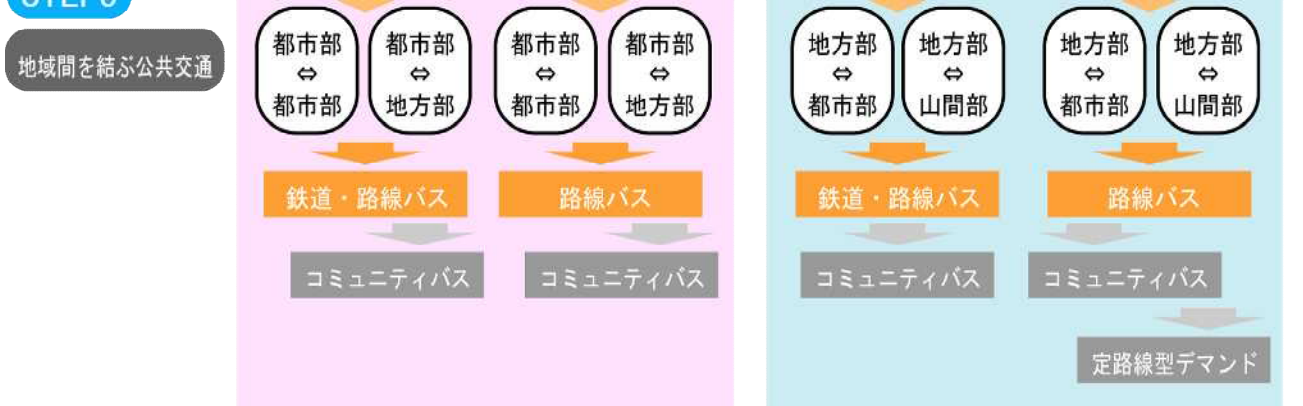 地域間を結ぶ公共交通
都市部
⇔
都市部
都市部
⇔
地方部
都市部
⇔
都市部
都市部
⇔
地方部
地方部
⇔
都市部
地方部
⇔
山間部
地方部
⇔
都市部
地方部
⇔
山間部
鉄道・路線バス
路線バス
鉄道・路線バス
路線バス
コミュニティバス
コミュニティバス
コミュニティバス
コミュニティバス
定路線型デマンド